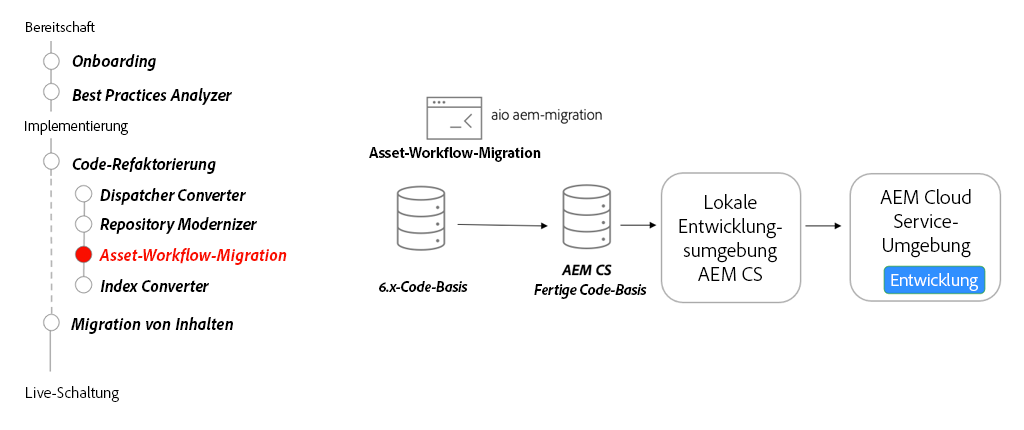 Bereitschaft
Onboarding
Best Practices Analyzer
Implementierung
Code-Refaktorierung
Dispatcher Converter
Repository Modernizer
Asset-Workflow-Migration
Index Converter
Migration von Inhalten
Live-Schaltung
aio aem-migration
Asset-Workflow-Migration
6.x-Code-Basis
AEM CS
Fertige Code-Basis
Lokale
Entwicklung-
sumgebung
AEM CS
AEM Cloud
Service-
Umgebung
Entwicklung